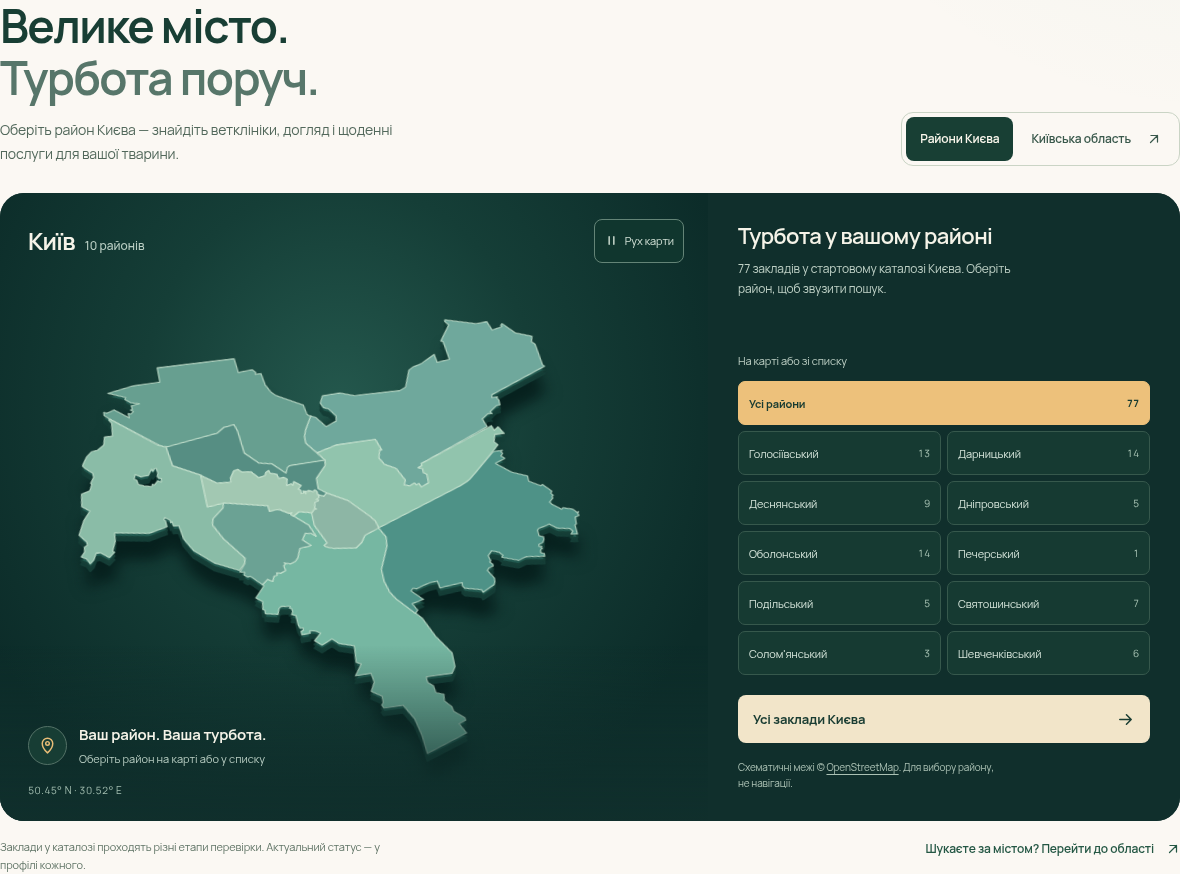 Велике місто.
Турбота поруч.
Оберіть район Києва — знайдіть ветклініки, догляд і щоденні
послуги для вашої тварини.
Райони Києва
Київська область
Київ 10 районів
Рух карти
Ваш район. Ваша турбота.
Оберіть район на карті або у списку
50.45° N · 30.52° E
Турбота у вашому районі
77 закладів у стартовому каталозі Києва. Оберіть
район, щоб звузити пошук.
На карті або зі списку
Усі райони 77
Голосіївський 13
Дарницький 14
Деснянський 9
Дніпровський 5
Оболонський 14
Печерський 1
Подільський 5
Святошинський 7
Солом'янський 3
Шевченківський 6
Усі заклади Києва
Схематичні межі © OpenStreetMap. Для вибору району,
не навігації.
Заклади у каталозі проходять різні етапи перевірки. Актуальний статус — у
профілі кожного.
Шукаєте за містом? Перейти до області